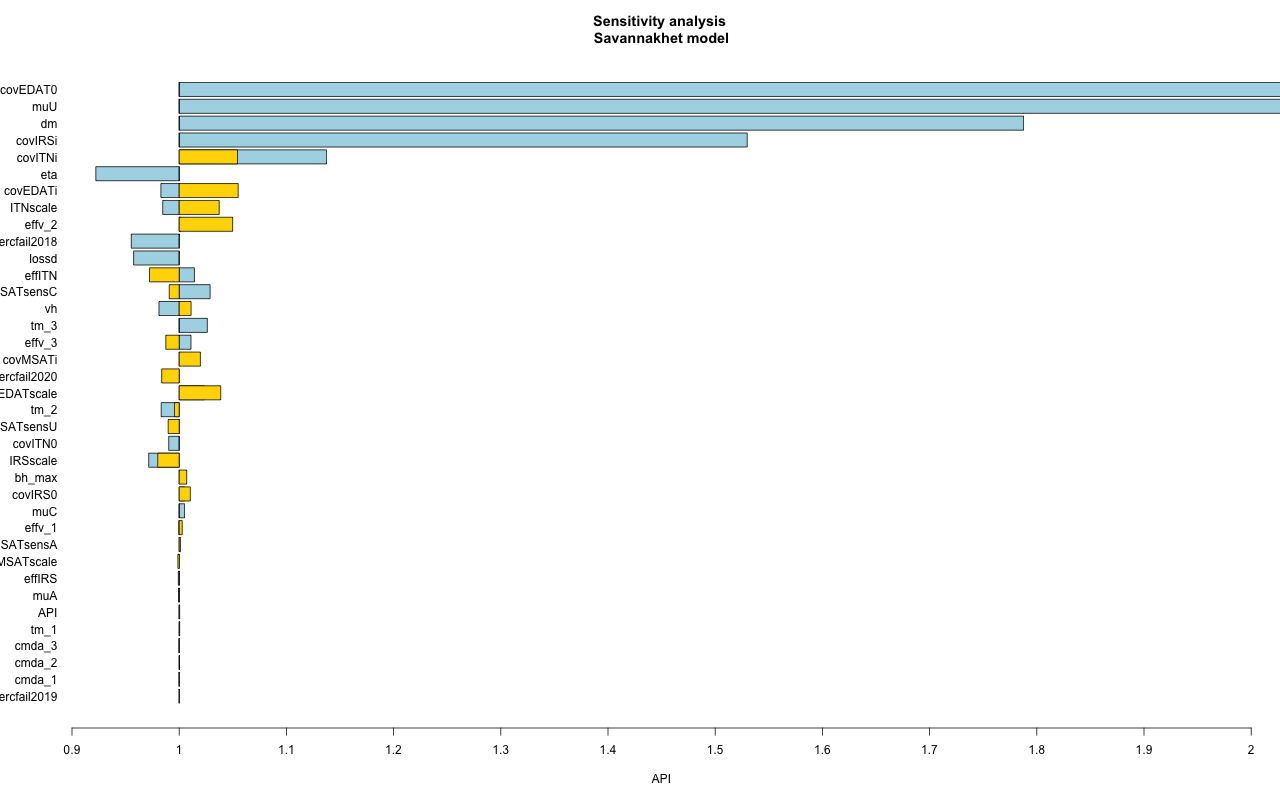 Sensitivity analysis
Savannakhet model
covEDAT0
muU
dm
covIRSi
covITNi
eta
covEDATi
ITNscale
effv_2
ercfail2018
lossd
effITN
SATsensC
vh
tm_3
effv_3
covMSATi
ercfail2020
EDATscale
tm_2
SATsensU
covITN0
IRSscale
bh_max
covIRS0
muC
effv_1
SATsensA
MSATscale
effIRS
muA
API
tm_1
cmda_3
cmda_2
cmda_1
ercfail2019
0.9 1 1.1 1.2 1.3 1.4 1.5 1.6 1.7 1.8 1.9 2
API